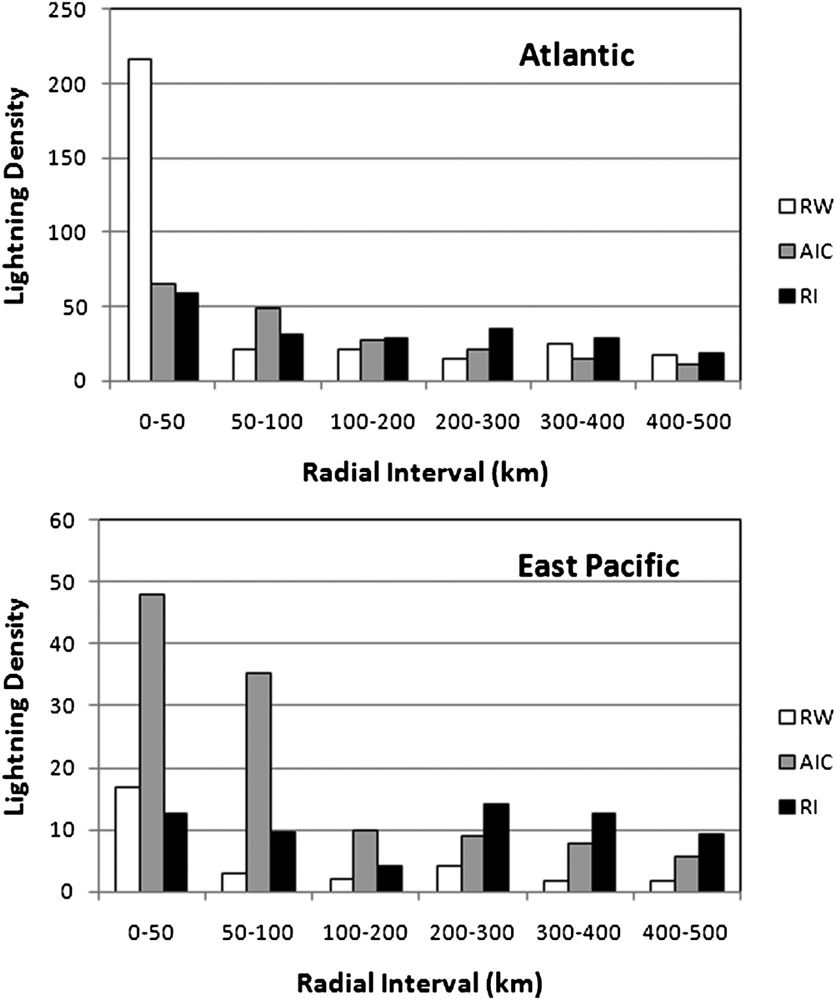 250
200
150
100
50
0
Lightning Density
Atlantic
RW
AIC
RI
0-50 50-100 100-200 200-300 300-400 400-500
Radial Interval (km)
60
50
40
30
20
10
0
Lightning Density
East Pacific
RW
AIC
RI
0-50 50-100 100-200 200-300 300-400 400-500
Radial Interval (km)